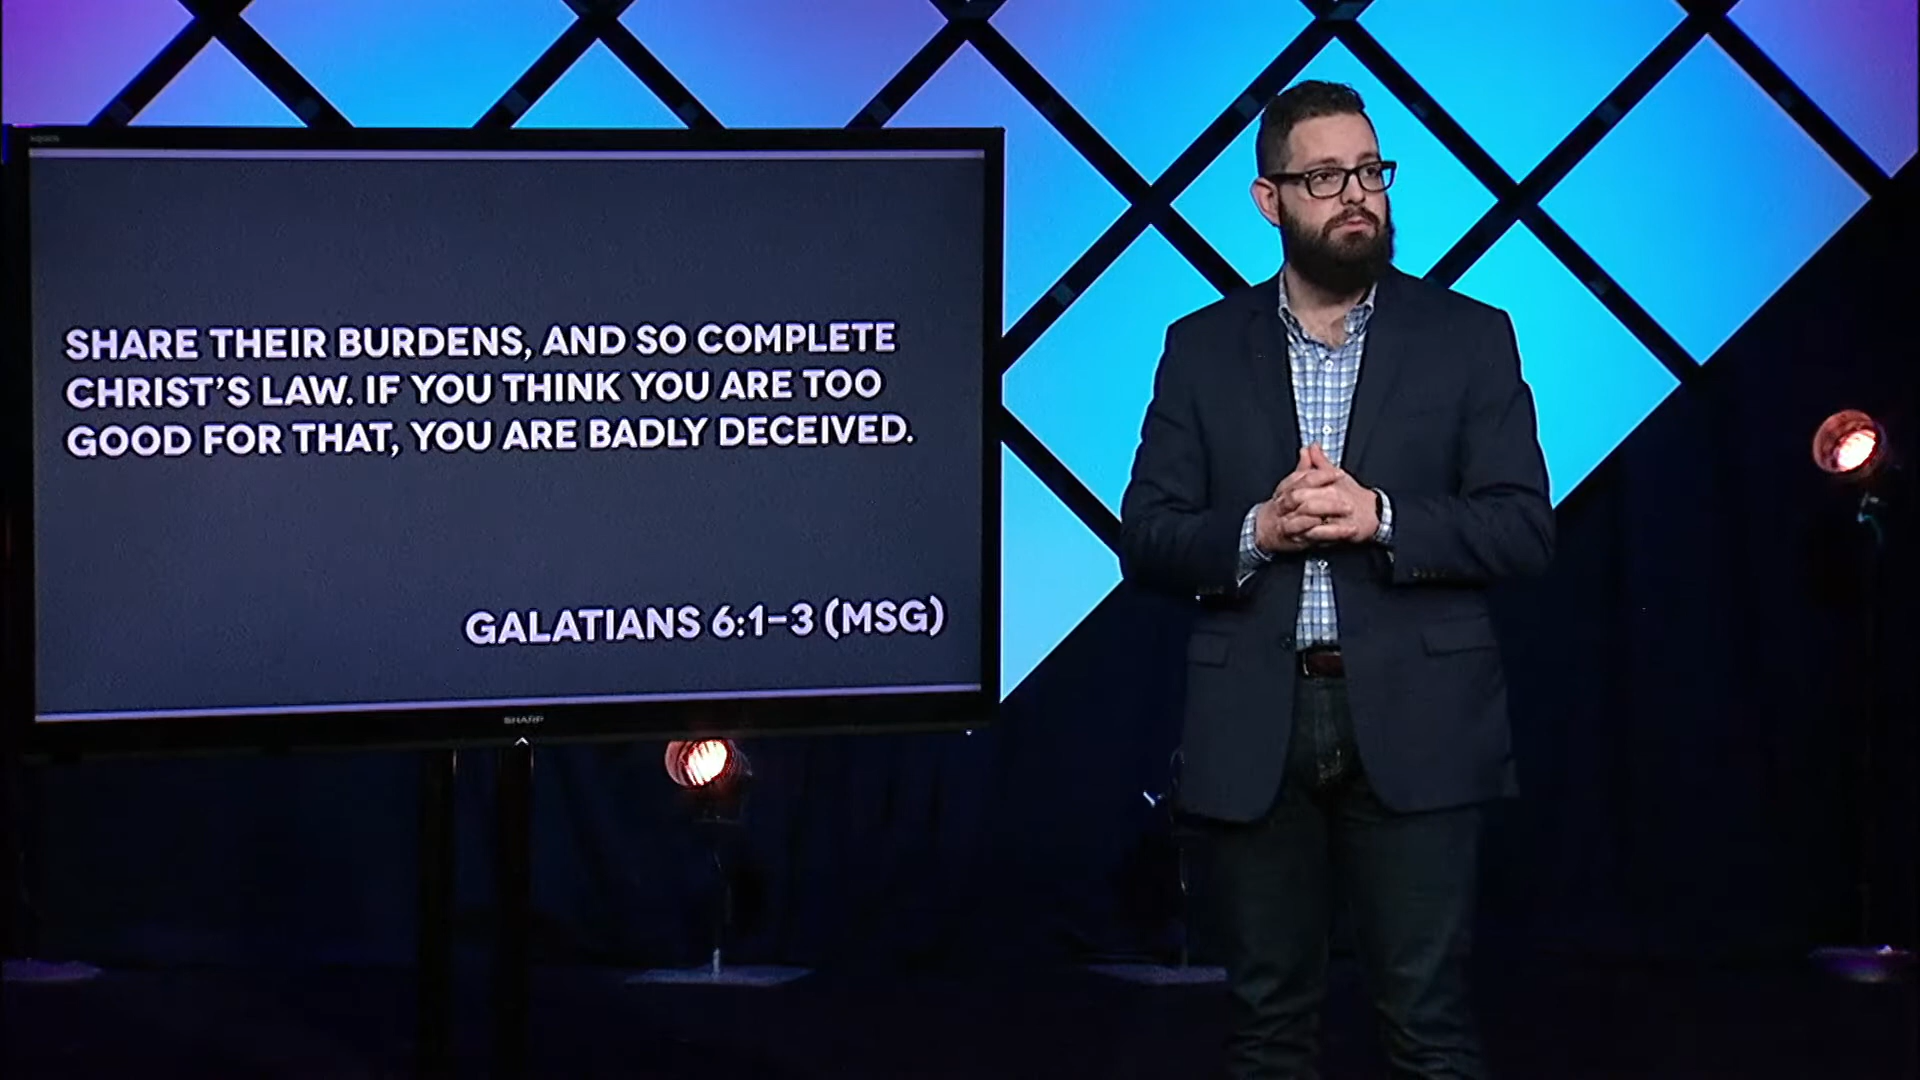 SHARE THEIR BURDENS, AND SO COMPLETE
CHRIST'S LAW. IF YOU THINK YOU ARE TOO
GOOD FOR THAT, YOU ARE BADLY DECEIVED.
GALATIANS 6:1–3 (MSG)
SHARP